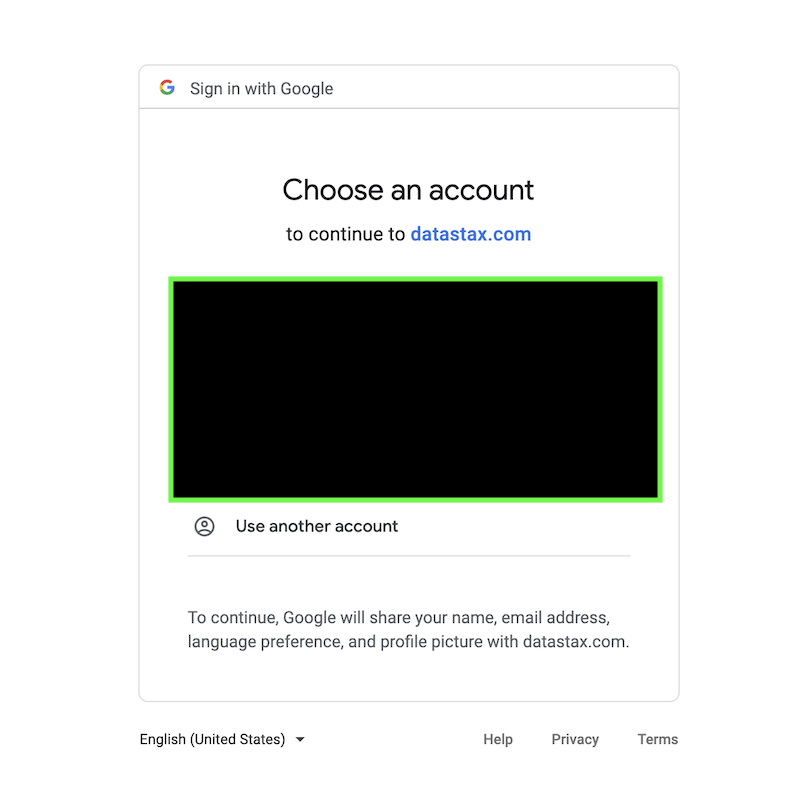 Sign in with Google
Choose an account
to continue to datastax.com
Use another account
To continue, Google will share your name, email address,
language preference, and profile picture with datastax.com.
English (United States)
Help
Privacy
Terms